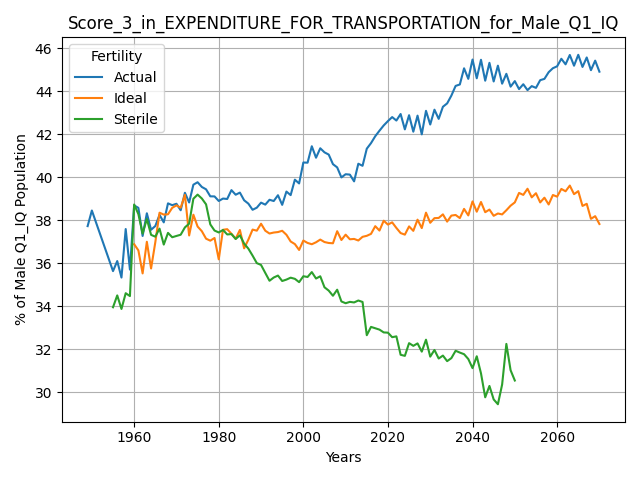 Score_3_in_EXPENDITURE_FOR_TRANSPORTATION_for_Male_Q1_IQ
Fertility
Actual
Ideal
Sterile
% of Male Q1_IQ Population
46
44
42
40
38
36
34
32
30
1960
1980
2000
2020
2040
2060
Years